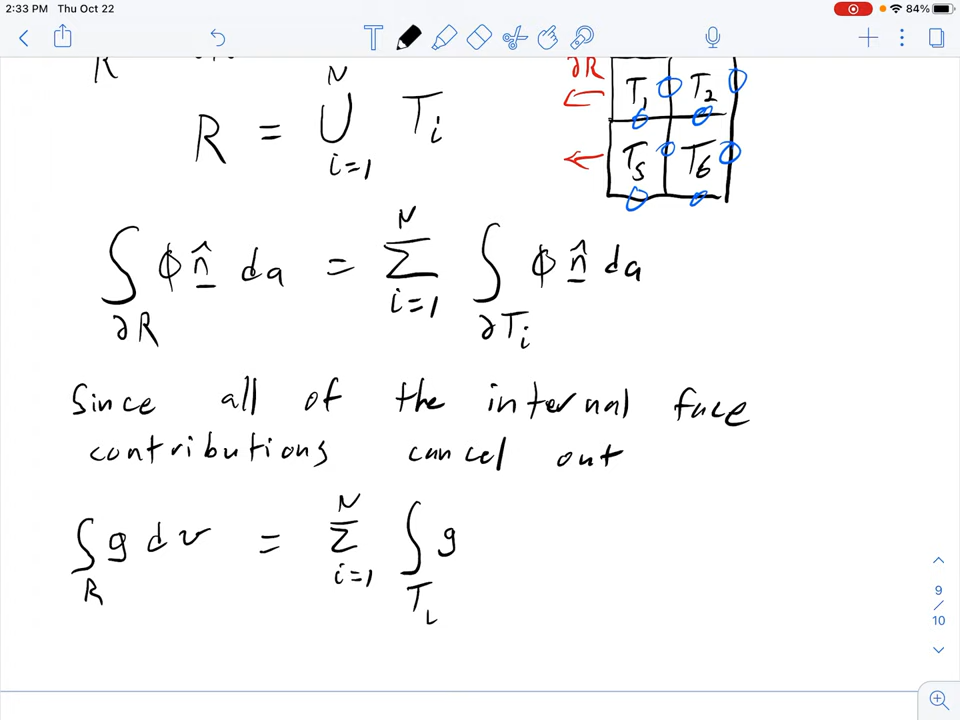 2:33 PM Thu Oct 22
84%
T
R
∂R
R = ⋃_{i=1}^{N} T_i
T_1 T_2
T_5 T_6
∫_{∂R} ϕ n̂ da = Σ_{i=1}^{N} ∫_{∂T_i} ϕ n̂ da
Since all of the internal face
contributions cancel out
∫_R g dv = Σ_{i=1}^{N} ∫_{T_i} g
9
/
10